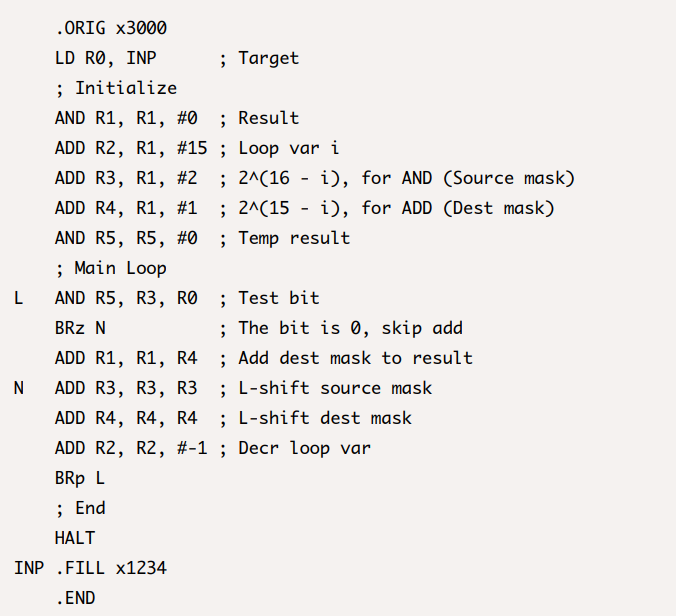 .ORIG x3000
    LD R0, INP      ; Target
    ; Initialize
    AND R1, R1, #0  ; Result
    ADD R2, R1, #15 ; Loop var i
    ADD R3, R1, #2  ; 2^(16 - i), for AND (Source mask)
    ADD R4, R1, #1  ; 2^(15 - i), for ADD (Dest mask)
    AND R5, R5, #0  ; Temp result
    ; Main Loop
L   AND R5, R3, R0  ; Test bit
    BRz N           ; The bit is 0, skip add
    ADD R1, R1, R4  ; Add dest mask to result
N   ADD R3, R3, R3  ; L-shift source mask
    ADD R4, R4, R4  ; L-shift dest mask
    ADD R2, R2, #-1 ; Decr loop var
    BRp L
    ; End
    HALT
INP .FILL x1234
    .END